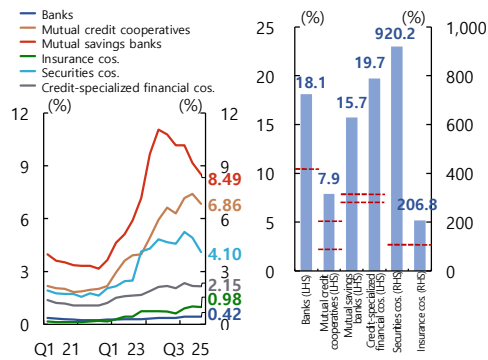 Banks
Mutual credit cooperatives
Mutual savings banks
Insurance cos.
Securities cos.
Credit-specialized financial cos.
(%) (%)
12 12
9 9
6 6
3 3
0 0
8.49
6.86
4.10
2.15
0.98
0.42
Q1 21 Q1 23 Q3 25
(%) (%)
25 1,000
20 800
15 600
10 400
5 200
0 0
18.1
7.9
15.7
19.7
920.2
206.8
Banks (LHS)
Mutual credit
cooperatives (LHS)
Mutual savings
banks (LHS)
Credit-specialized
financial cos. (LHS)
Securities cos. (RHS)
Insurance cos. (RHS)